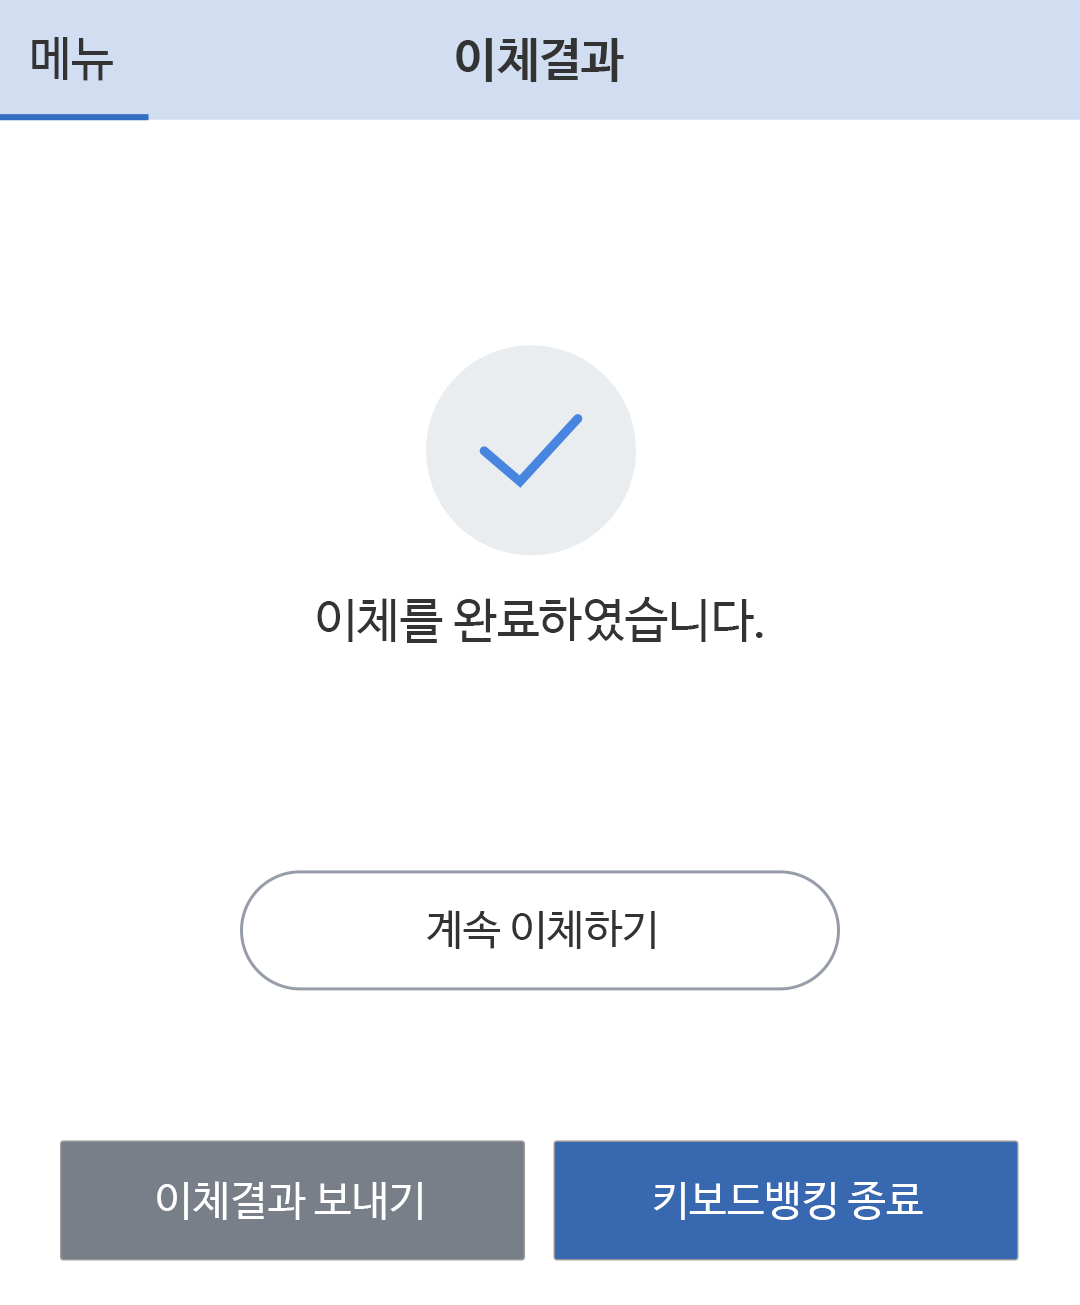 메뉴
이체결과
이체를 완료하였습니다.
계속 이체하기
이체결과 보내기
키보드뱅킹 종료